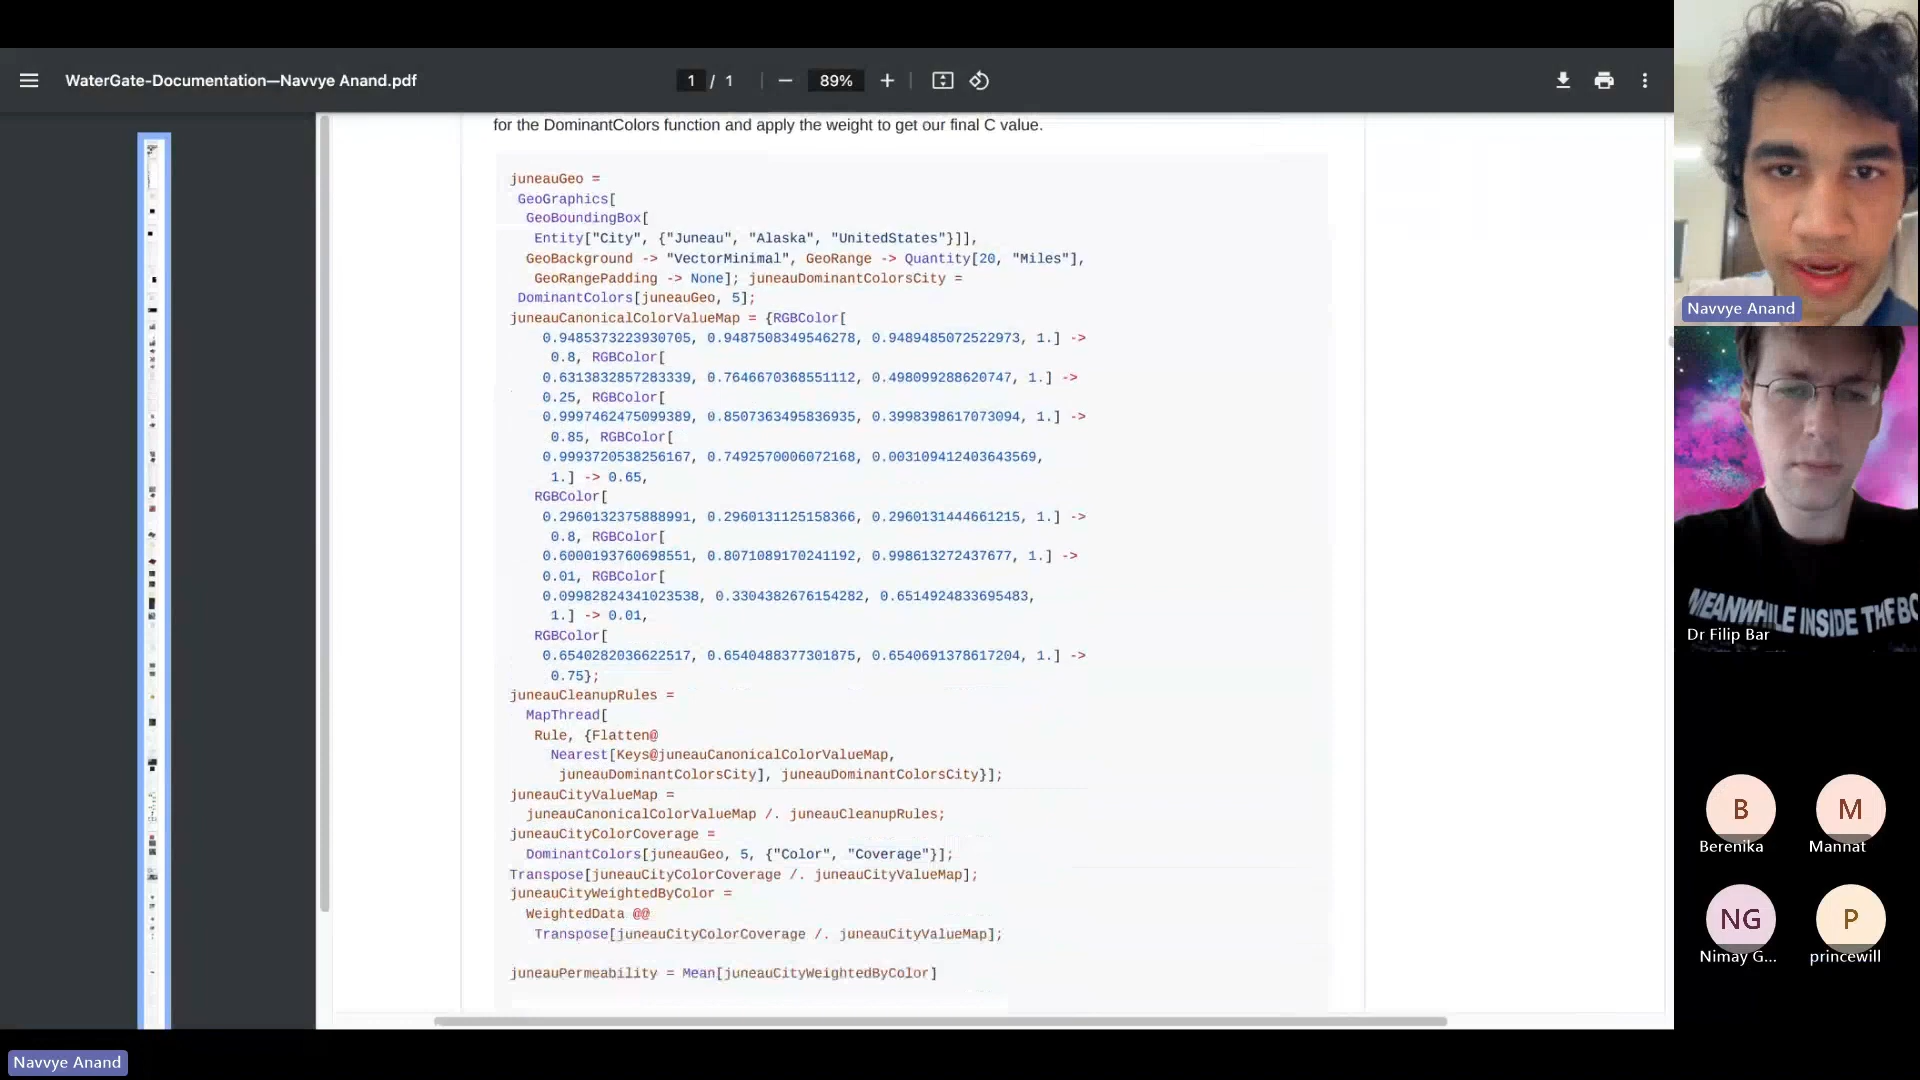 WaterGate-Documentation—Navvye Anand.pdf
1 / 1
89%
for the DominantColors function and apply the weight to get our final C value.
juneauGeo =
GeoGraphics[
GeoBoundingBox[
Entity["City", {"Juneau", "Alaska", "UnitedStates"}]],
GeoBackground -> "VectorMinimal", GeoRange -> Quantity[20, "Miles"],
GeoRangePadding -> None]; juneauDominantColorsCity =
DominantColors[juneauGeo, 5];
juneauCanonicalColorValueMap = {RGBColor[
0.9485373223930705, 0.9487508349546278, 0.9489485072522973, 1.] ->
0.8, RGBColor[
0.6313832857283339, 0.7646670368551112, 0.498099288620747, 1.] ->
0.25, RGBColor[
0.9997462475099389, 0.8507363495836935, 0.3998398617073094, 1.] ->
0.85, RGBColor[
0.9993720538256167, 0.7492570006072168, 0.003109412403643569,
1.] -> 0.65,
RGBColor[
0.2960132375888991, 0.2960131125158366, 0.2960131444661215, 1.] ->
0.8, RGBColor[
0.6000193760698551, 0.8071089170241192, 0.998613272437677, 1.] ->
0.01, RGBColor[
0.09982824341023538, 0.3304382676154282, 0.6514924833695483,
1.] -> 0.01,
RGBColor[
0.6540282036622517, 0.6540488377301875, 0.6540691378617204, 1.] ->
0.75};
juneauCleanupRules =
MapThread[
Rule, {Flatten@
Nearest[Keys@juneauCanonicalColorValueMap,
juneauDominantColorsCity], juneauDominantColorsCity}];
juneauCityValueMap =
juneauCanonicalColorValueMap /. juneauCleanupRules;
juneauCityColorCoverage =
DominantColors[juneauGeo, 5, {"Color", "Coverage"}];
Transpose[juneauCityColorCoverage /. juneauCityValueMap];
juneauCityWeightedByColor =
WeightedData @@
Transpose[juneauCityColorCoverage /. juneauCityValueMap];
juneauPermeability = Mean[juneauCityWeightedByColor]
Navvye Anand
MEANWHILE INSIDE THE BO
Dr Filip Bar
B
Berenika
M
Mannat
NG
Nimay G...
P
princewill
Navvye Anand